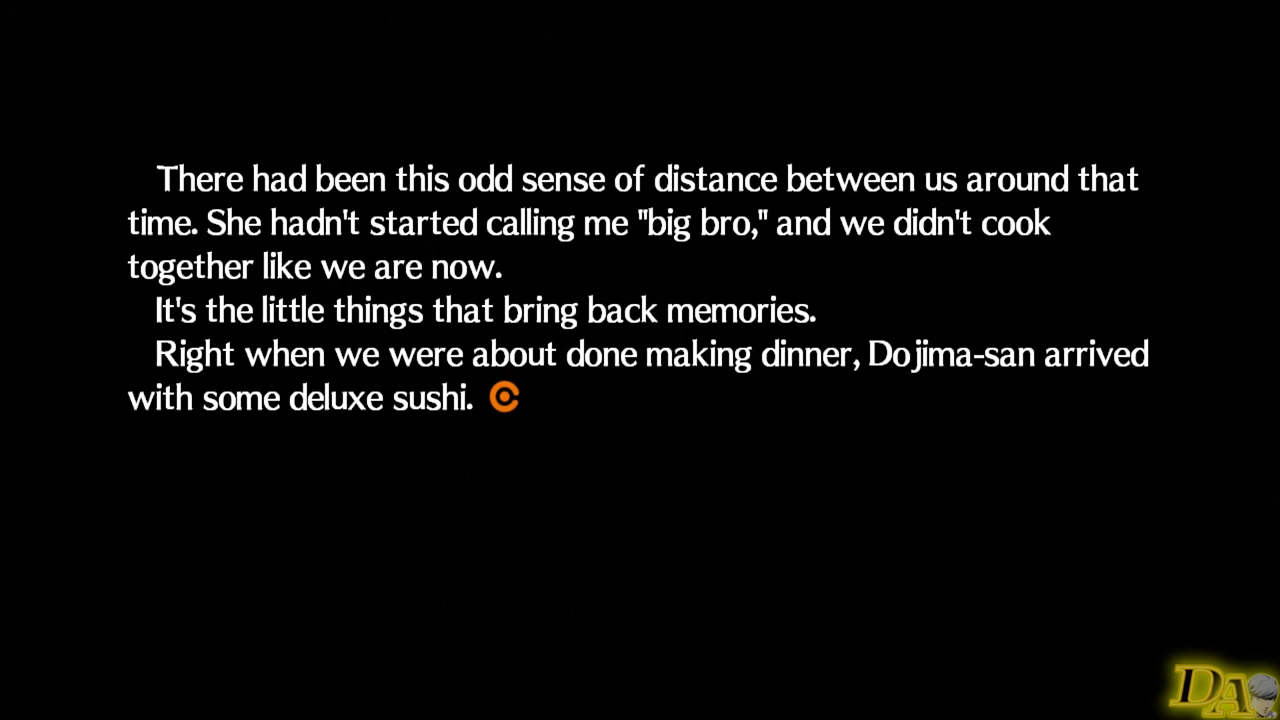 There had been this odd sense of distance between us around that
time. She hadn't started calling me "big bro," and we didn't cook
together like we are now.
It's the little things that bring back memories.
Right when we were about done making dinner, Dojima-san arrived
with some deluxe sushi.
DA